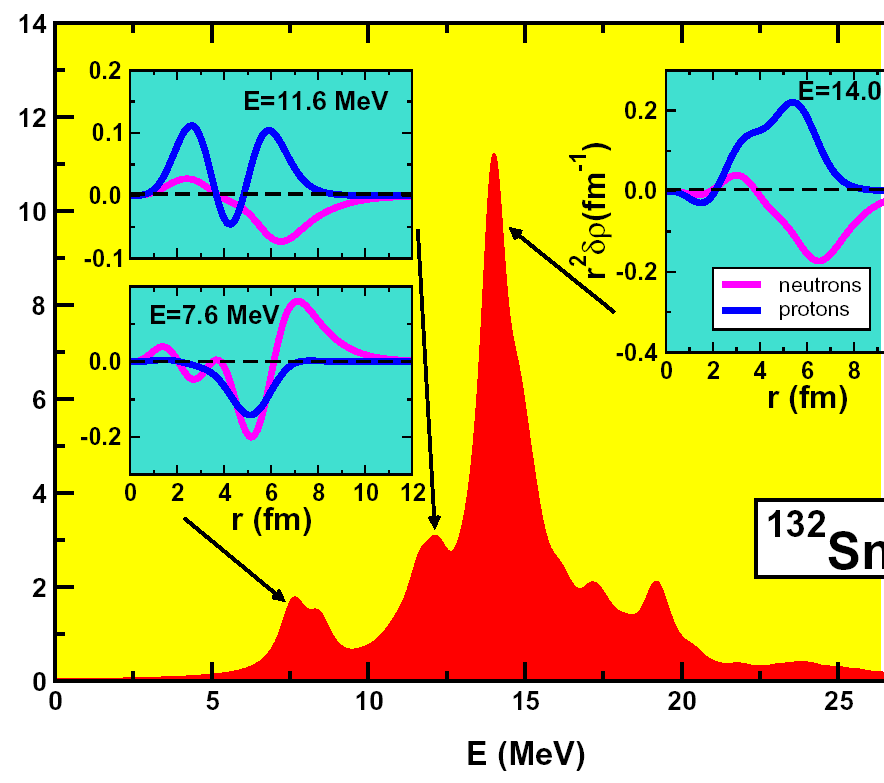 14
12
10
8
6
4
2
0
0 5 10 15 20 25
E (MeV)
0.2
0.1
0.0
-0.1
E=11.6 MeV
0.0
-0.2
E=7.6 MeV
0 2 4 6 8 10 12
r (fm)
r²δρ(fm⁻¹)
0.2
0.0
-0.2
-0.4
E=14.0
neutrons
protons
0 2 4 6 8
r (fm)
¹³²Sn